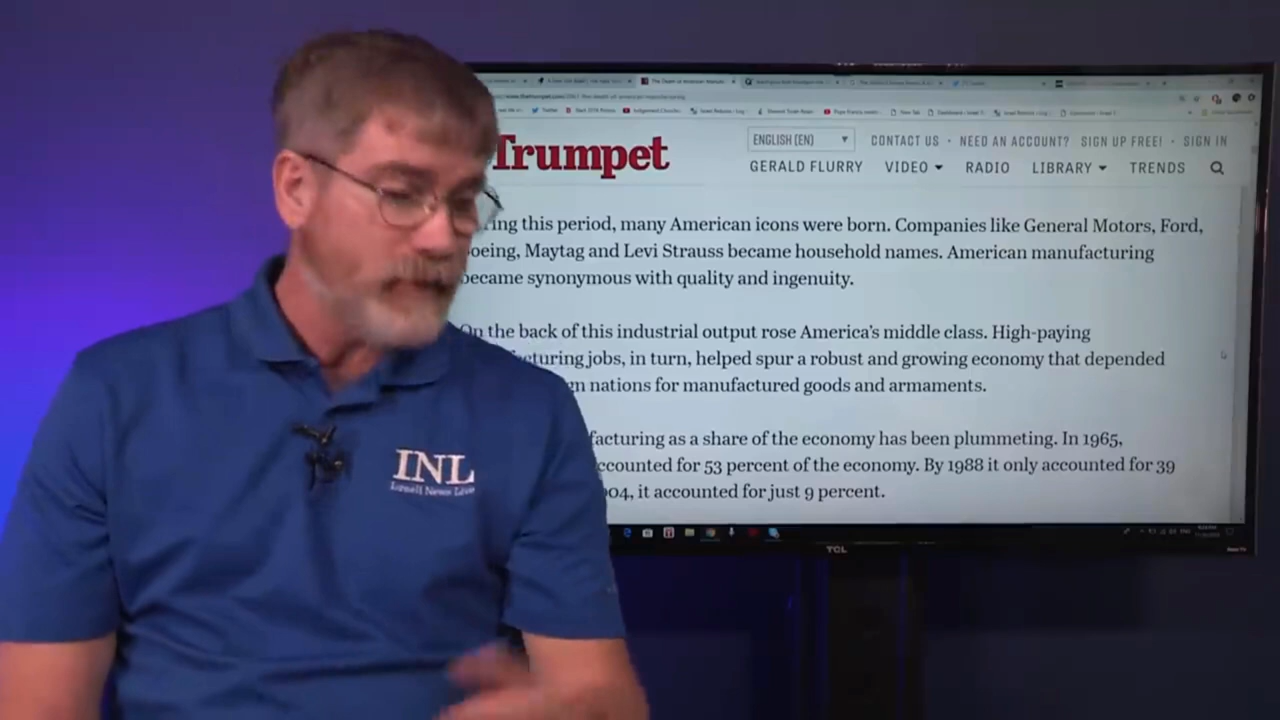 Trumpet
ENGLISH (EN) ▼ CONTACT US · NEED AN ACCOUNT? SIGN UP FREE! · SIGN IN
GERALD FLURRY VIDEO RADIO LIBRARY TRENDS
this period, many American icons were born. Companies like General Motors, Ford,
oeing, Maytag and Levi Strauss became household names. American manufacturing
became synonymous with quality and ingenuity.
On the back of this industrial output rose America's middle class. High-paying
facturing jobs, in turn, helped spur a robust and growing economy that depended
gn nations for manufactured goods and armaments.
facturing as a share of the economy has been plummeting. In 1965,
ccounted for 53 percent of the economy. By 1988 it only accounted for 39
04, it accounted for just 9 percent.
INL
Israeli News Live
TCL